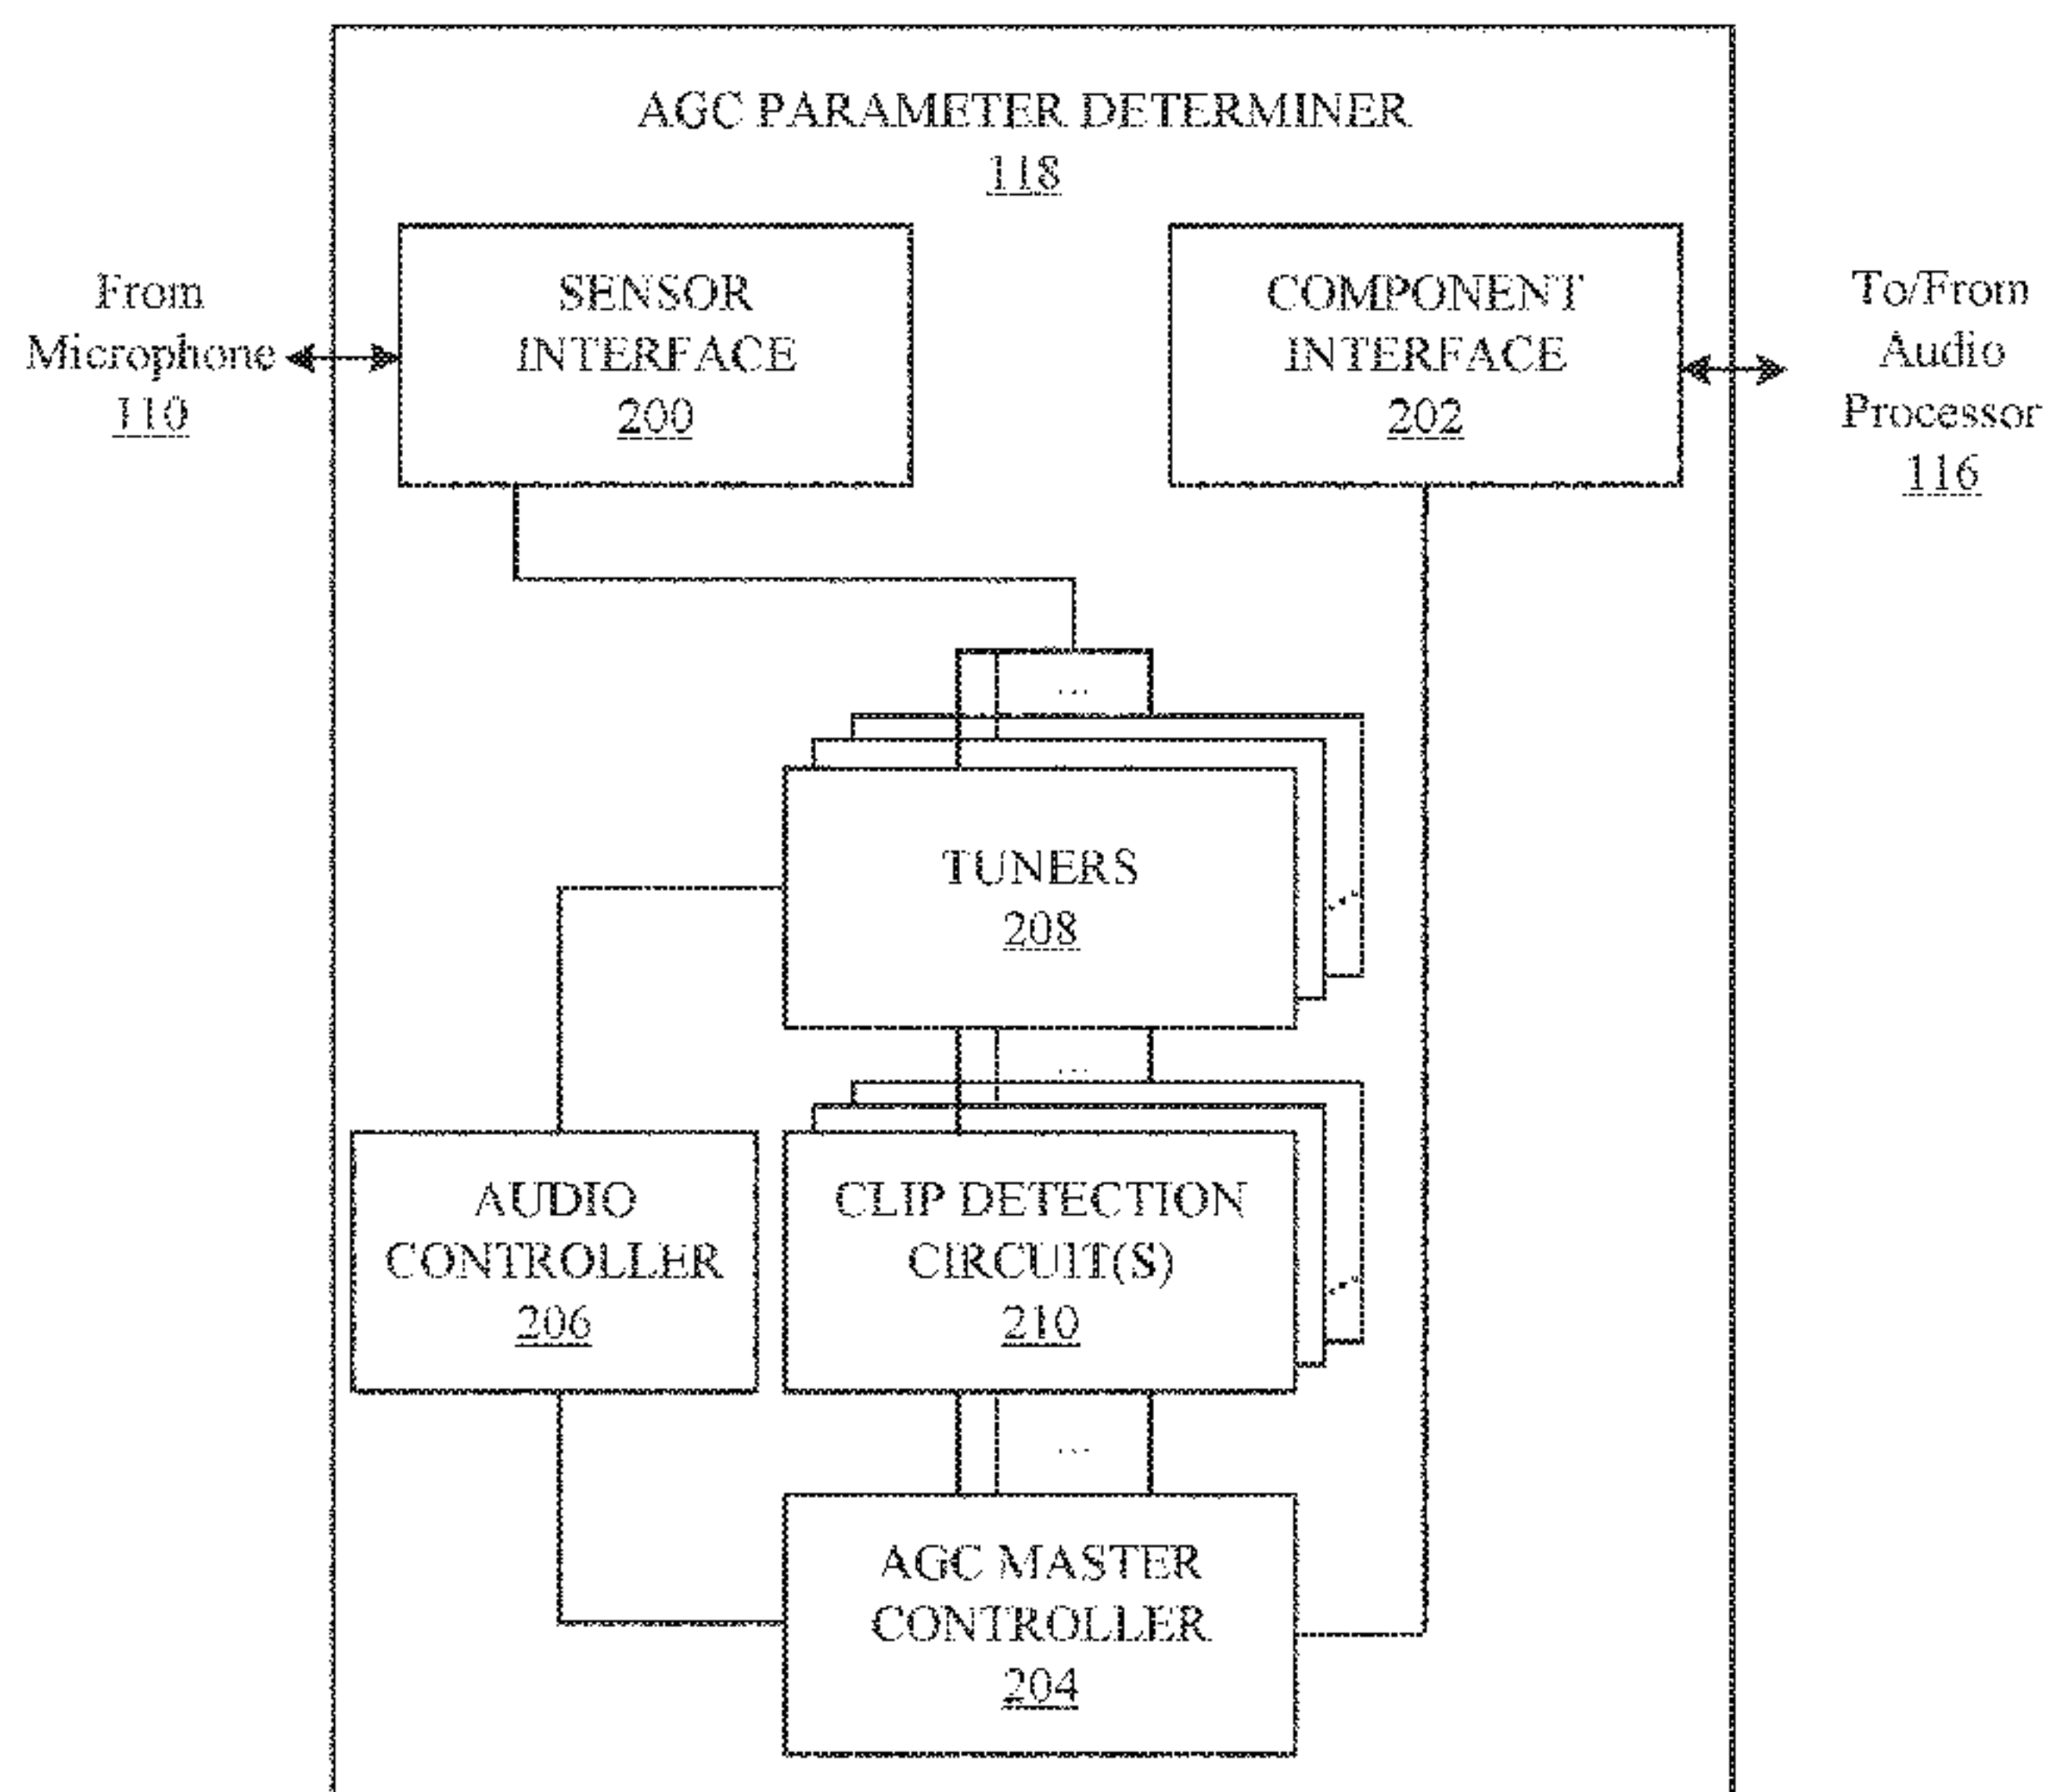 AGC PARAMETER DETERMINER
118
From
Microphone
110
SENSOR
INTERFACE
200
COMPONENT
INTERFACE
202
To/From
Audio
Processor
116
...
TUNERS
208
...
...
AUDIO
CONTROLLER
206
CLIP DETECTION
CIRCUIT(S)
210
...
...
AGC MASTER
CONTROLLER
204